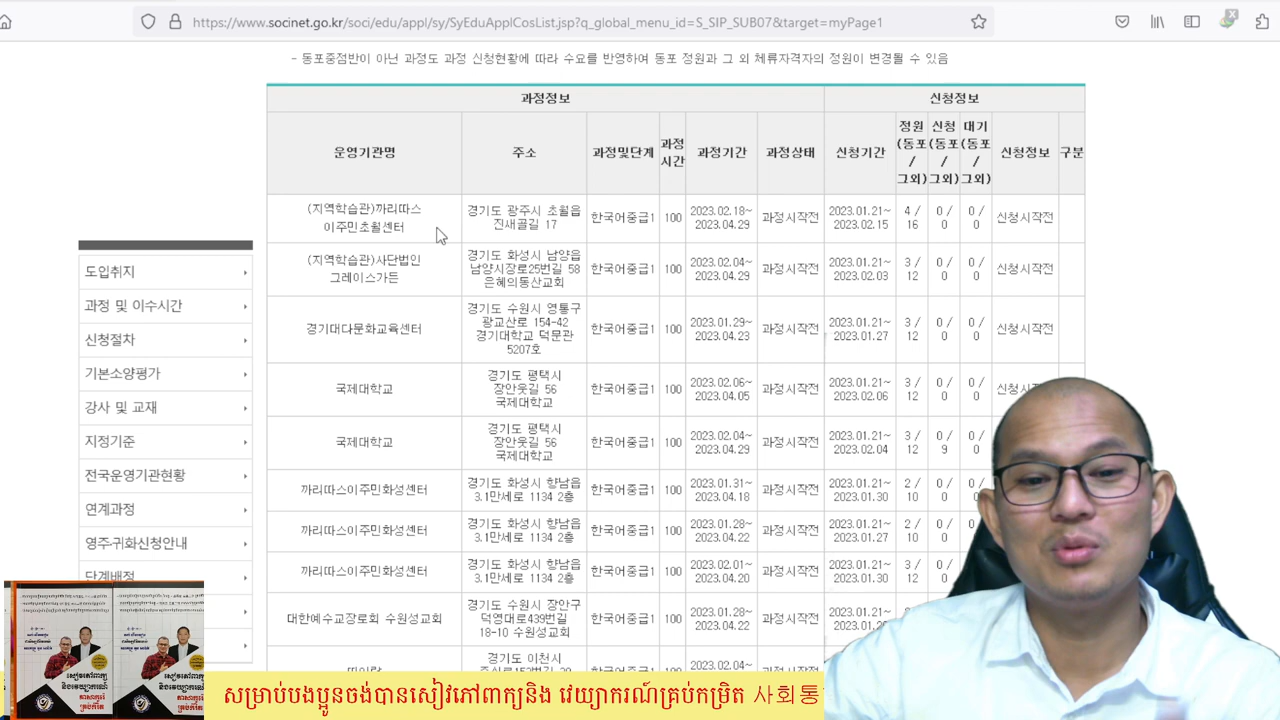 https://www.socinet.go.kr/soci/edu/appl/sy/SyEduApplCosList.jsp?q_global_menu_id=S_SIP_SUB07&target=myPage1
- 동포중점반이 아닌 과정도 과정 신청현황에 따라 수요를 반영하여 동포 정원과 그 외 체류자격자의 정원이 변경될 수 있음
과정정보 신청정보
운영기관명 주소 과정및단계 과정시간 과정기간 과정상태 신청기간 정원(동포/그외) 신청(동포/그외) 대기(동포/그외) 신청정보 구분
(지역학습관)까리따스 이주민초월센터 경기도 광주시 초월읍 진새골길 17 한국어중급1 100 2023.02.18~ 2023.04.29 과정시작전 2023.01.21~ 2023.02.15 4 / 16 0 / 0 0 / 0 신청시작전
(지역학습관)사단법인 그레이스가든 경기도 화성시 남양읍 남양시장로25번길 58 은혜의동산교회 한국어중급1 100 2023.02.04~ 2023.04.29 과정시작전 2023.01.21~ 2023.02.03 3 / 12 0 / 0 0 / 0 신청시작전
경기대다문화교육센터 경기도 수원시 영통구 광교산로 154-42 경기대학교 덕문관 5207호 한국어중급1 100 2023.01.29~ 2023.04.23 과정시작전 2023.01.21~ 2023.01.27 3 / 12 0 / 0 0 / 0 신청시작전
국제대학교 경기도 평택시 장안웃길 56 국제대학교 한국어중급1 100 2023.02.06~ 2023.04.05 과정시작전 2023.01.21~ 2023.02.06 3 / 12 0 / 0 0 / 0
국제대학교 경기도 평택시 장안웃길 56 국제대학교 한국어중급1 100 2023.02.04~ 2023.04.29 과정시작전 2023.01.21~ 2023.02.04 3 / 12 0 / 9 0 / 0
까리따스이주민화성센터 경기도 화성시 향남읍 3.1만세로 1134 2층 한국어중급1 100 2023.01.31~ 2023.04.18 과정시작전 2023.01.21~ 2023.01.30 2 / 10 0 / 0 0 /
까리따스이주민화성센터 경기도 화성시 향남읍 3.1만세로 1134 2층 한국어중급1 100 2023.01.28~ 2023.04.22 과정시작전 2023.01.21~ 2023.01.27 2 / 10 0 / 0
까리따스이주민화성센터 경기도 화성시 향남읍 3.1만세로 1134 2층 한국어중급1 100 2023.02.01~ 2023.04.20 과정시작전 2023.01.21~ 2023.01.30 3 / 12 0 / 0
대한예수교장로회 수원성교회 경기도 수원시 장안구 덕영대로439번길 18-10 수원성교회 한국어중급1 100 2023.01.28~ 2023.04.22 과정시작전 2023.01.21~
경기도 이천시 2023.02.04~
도입취지
과정 및 이수시간
신청절차
기본소양평가
강사 및 교재
지정기준
전국운영기관현황
연계과정
영주·귀화신청안내
단계배정
សម្រាប់បងប្អូនចង់បានសៀវភៅពាក្យនិង វេយ្យាករណ៍គ្រប់កម្រិត 사회통